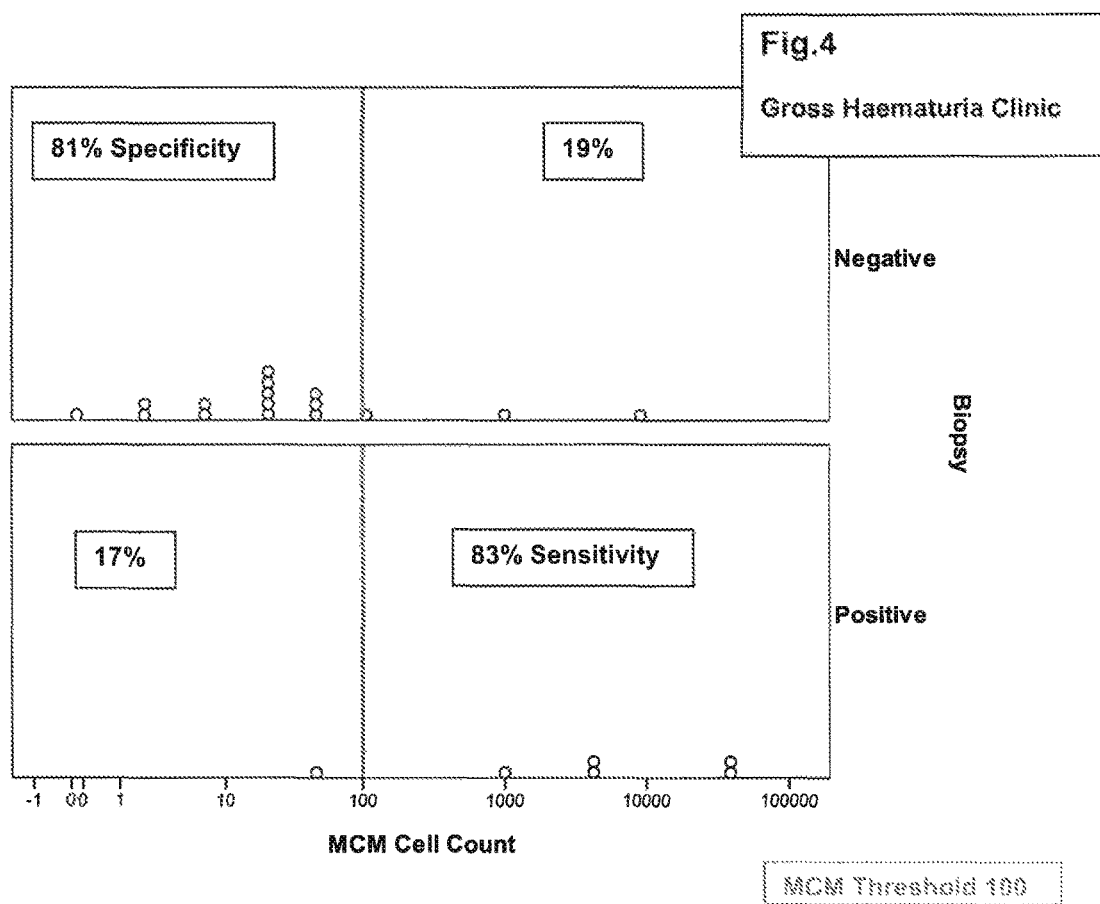 Fig.4
Gross Haematuria Clinic
81% Specificity
19%
Negative
Biopsy
17%
83% Sensitivity
Positive
-1 00 1 10 100 1000 10000 100000
MCM Cell Count
MCM Threshold 100